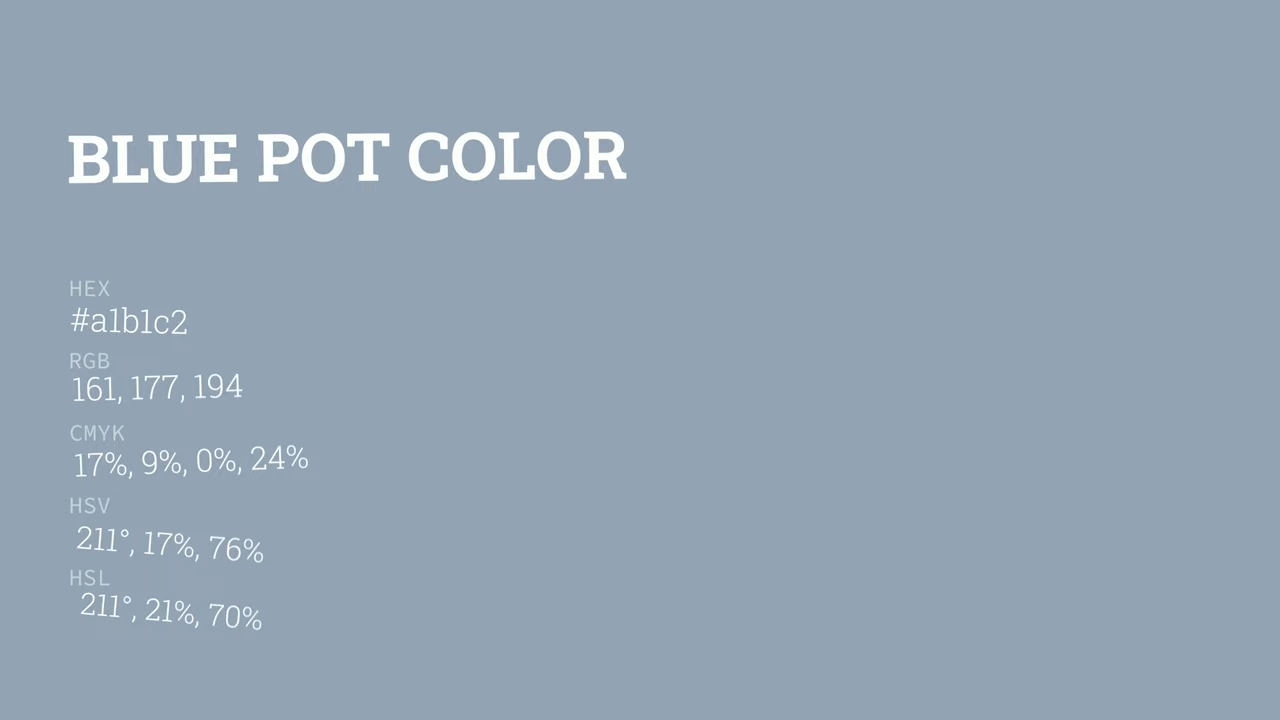 BLUE POT COLOR
HEX
#a1b1c2
RGB
161, 177, 194
CMYK
17%, 9%, 0%, 24%
HSV
211°, 17%, 76%
HSL
211°, 21%, 70%